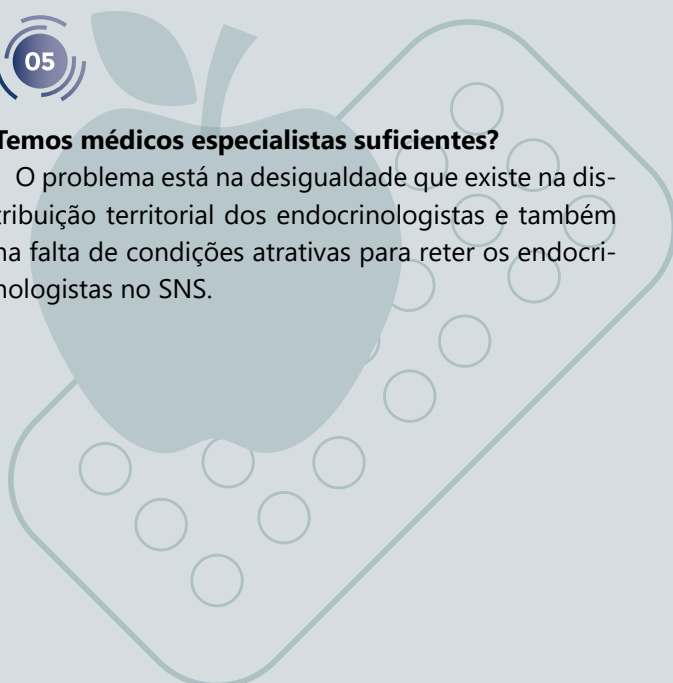 05
Temos médicos especialistas suficientes?
O problema está na desigualdade que existe na dis-
tribuição territorial dos endocrinologistas e também
na falta de condições atrativas para reter os endocri-
nologistas no SNS.